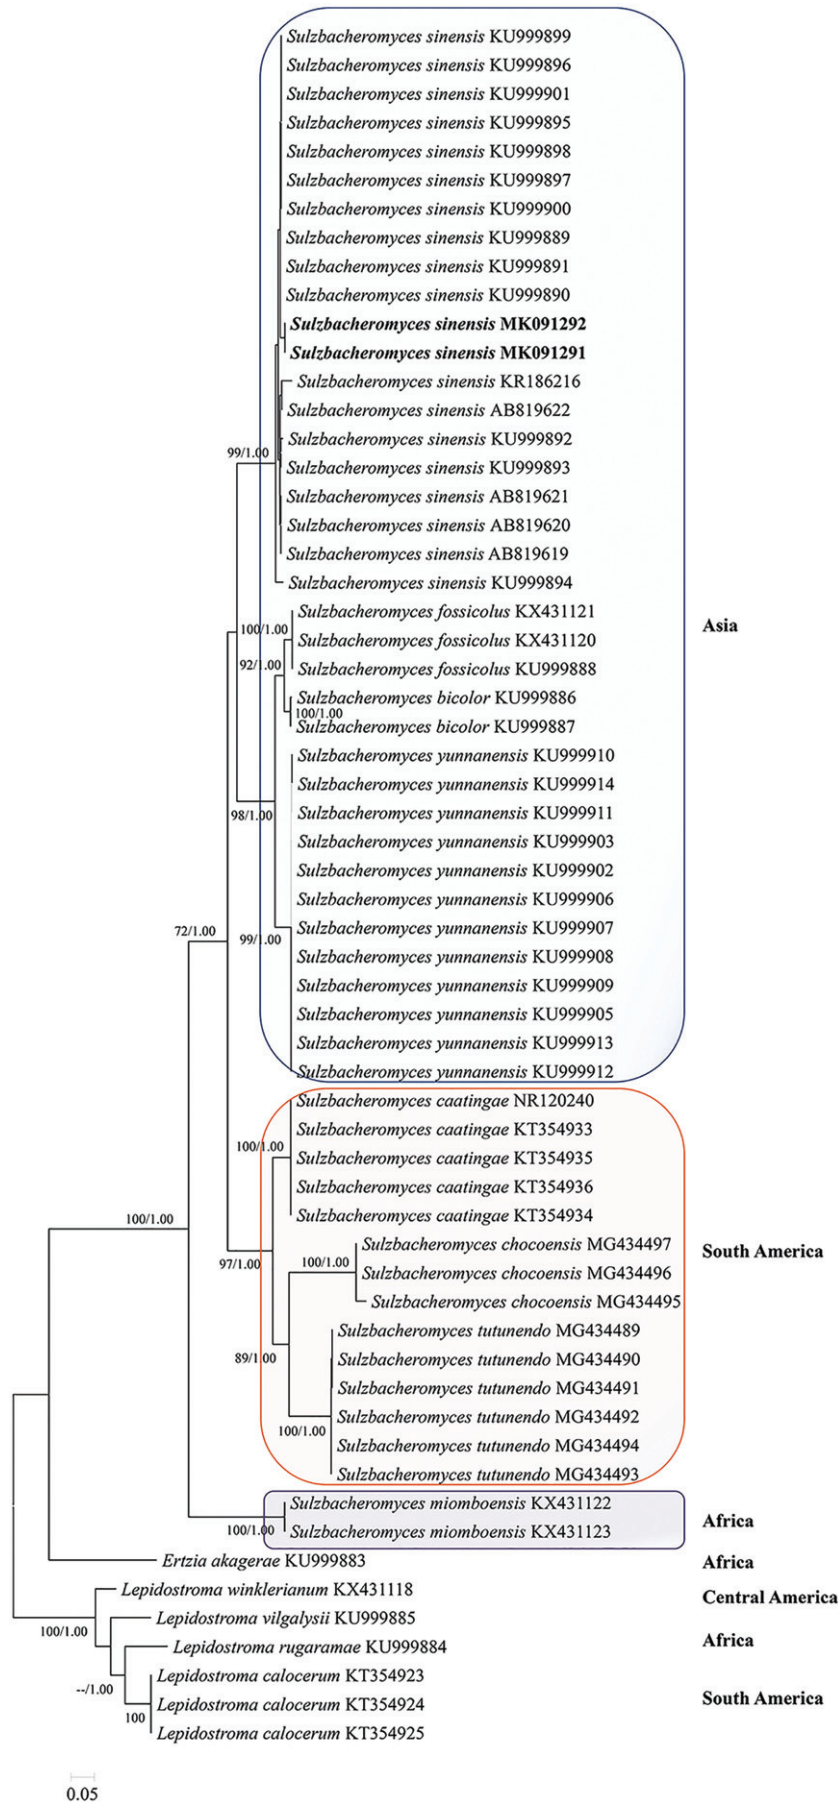 Sulzbacheromyces sinensis KU999899
Sulzbacheromyces sinensis KU999896
Sulzbacheromyces sinensis KU999901
Sulzbacheromyces sinensis KU999895
Sulzbacheromyces sinensis KU999898
Sulzbacheromyces sinensis KU999897
Sulzbacheromyces sinensis KU999900
Sulzbacheromyces sinensis KU999889
Sulzbacheromyces sinensis KU999891
Sulzbacheromyces sinensis KU999890
Sulzbacheromyces sinensis MK091292
Sulzbacheromyces sinensis MK091291
Sulzbacheromyces sinensis KR186216
Sulzbacheromyces sinensis AB819622
Sulzbacheromyces sinensis KU999892
99/1.00
Sulzbacheromyces sinensis KU999893
Sulzbacheromyces sinensis AB819621
Sulzbacheromyces sinensis AB819620
Sulzbacheromyces sinensis AB819619
Sulzbacheromyces sinensis KU999894
Sulzbacheromyces fossicolus KX431121
Asia
100/1.00
Sulzbacheromyces fossicolus KX431120
92/1.00
Sulzbacheromyces fossicolus KU999888
Sulzbacheromyces bicolor KU999886
100/1.00
Sulzbacheromyces bicolor KU999887
Sulzbacheromyces yunnanensis KU999910
Sulzbacheromyces yunnanensis KU999914
Sulzbacheromyces yunnanensis KU999911
98/1.00
Sulzbacheromyces yunnanensis KU999903
Sulzbacheromyces yunnanensis KU999902
Sulzbacheromyces yunnanensis KU999906
Sulzbacheromyces yunnanensis KU999907
72/1.00
99/1.00
Sulzbacheromyces yunnanensis KU999908
Sulzbacheromyces yunnanensis KU999909
Sulzbacheromyces yunnanensis KU999905
Sulzbacheromyces yunnanensis KU999913
Sulzbacheromyces yunnanensis KU999912
Sulzbacheromyces caatingae NR120240
Sulzbacheromyces caatingae KT354933
100/1.00
Sulzbacheromyces caatingae KT354935
Sulzbacheromyces caatingae KT354936
Sulzbacheromyces caatingae KT354934
100/1.00
Sulzbacheromyces chocoensis MG434497
South America
97/1.00
100/1.00
Sulzbacheromyces chocoensis MG434496
Sulzbacheromyces chocoensis MG434495
Sulzbacheromyces tutunendo MG434489
89/1.00
Sulzbacheromyces tutunendo MG434490
Sulzbacheromyces tutunendo MG434491
Sulzbacheromyces tutunendo MG434492
100/1.00
Sulzbacheromyces tutunendo MG434494
Sulzbacheromyces tutunendo MG434493
Sulzbacheromyces miomboensis KX431122
Africa
100/1.00
Sulzbacheromyces miomboensis KX431123
Ertzia akagerae KU999883
Africa
Lepidostroma winklerianum KX431118
Central America
Lepidostroma vilgalysii KU999885
100/1.00
Africa
Lepidostroma rugaramae KU999884
Lepidostroma calocerum KT354923
--/1.00
South America
Lepidostroma calocerum KT354924
100
Lepidostroma calocerum KT354925
0.05